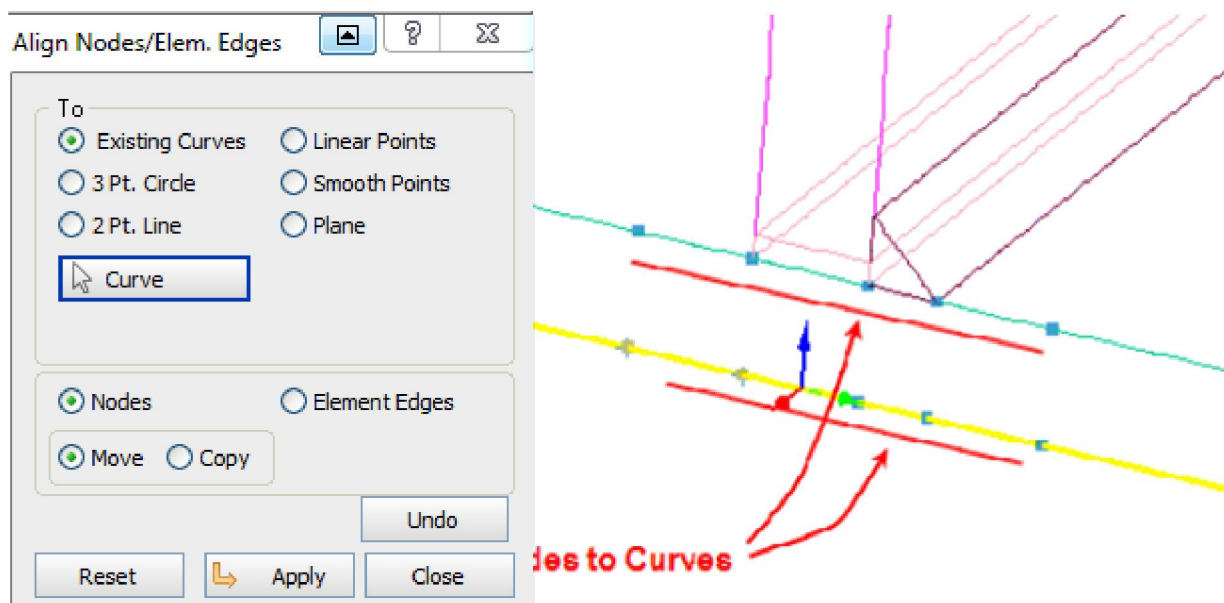 Align Nodes/Elem. Edges ?
To
Existing Curves Linear Points
3 Pt. Circle Smooth Points
2 Pt. Line Plane
Curve
Nodes Element Edges
Move Copy
Undo
Reset Apply Close
des to Curves